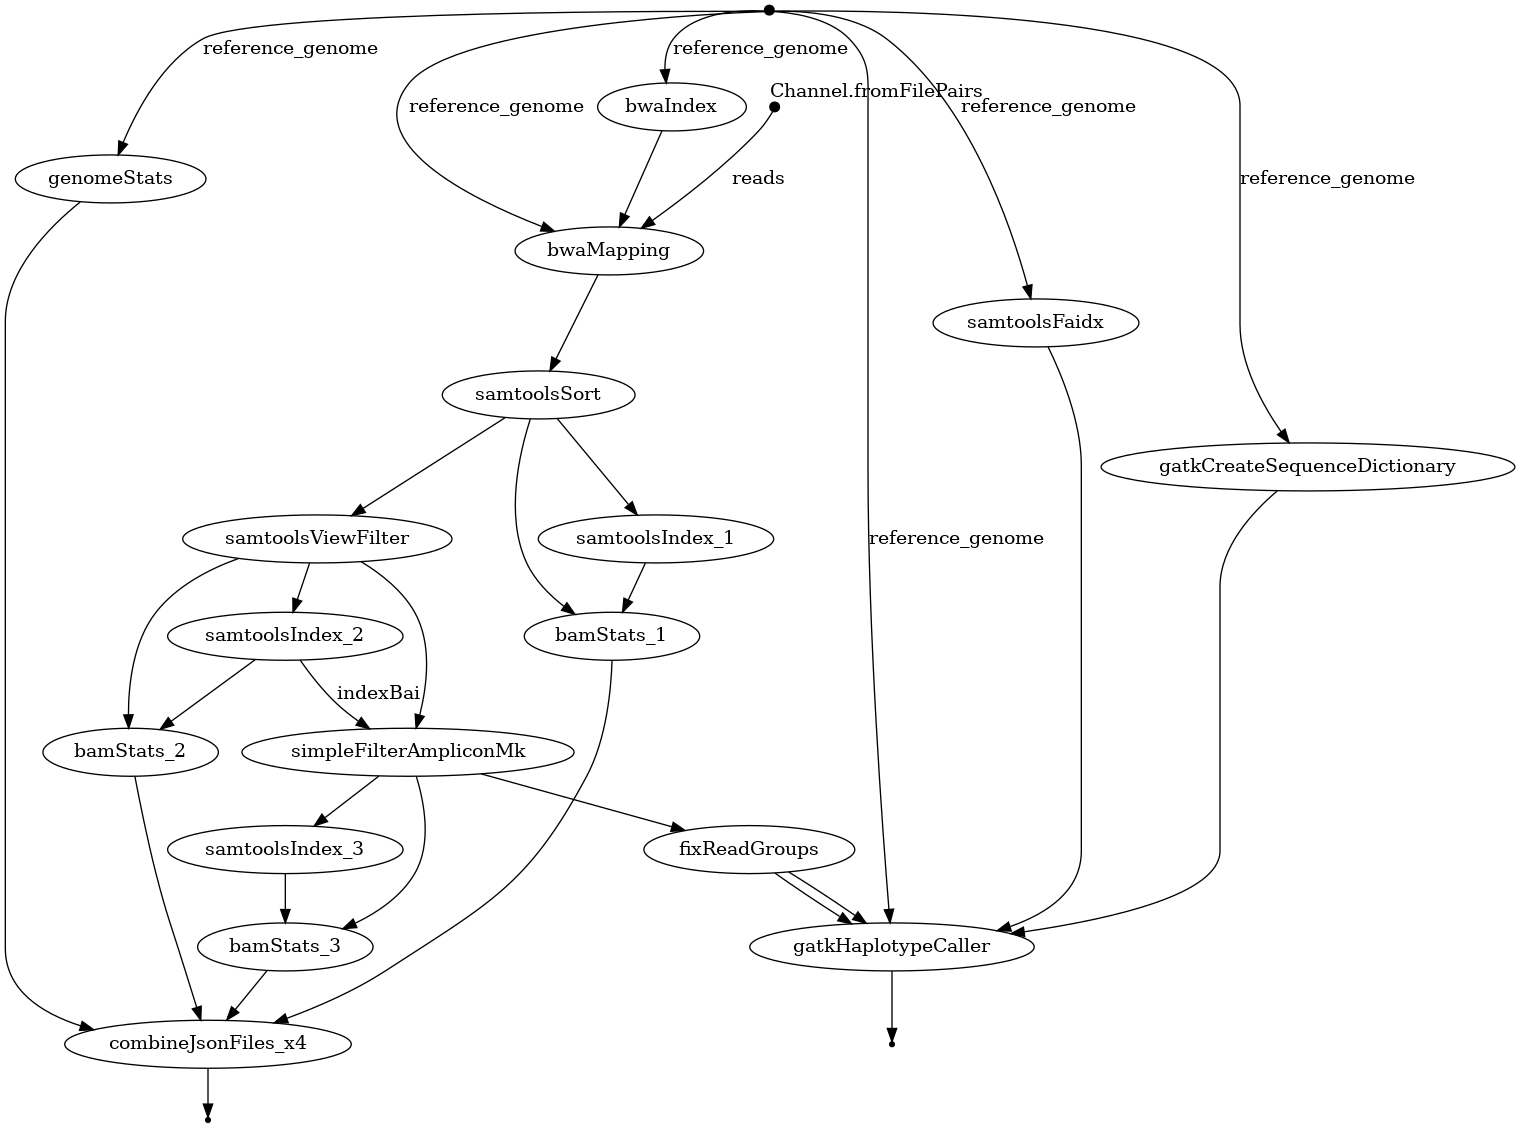 reference_genome
reference_genome
Channel.fromFilePairs
reference_genome
bwaIndex
reference_genome
genomeStats
reads
reference_genome
bwaMapping
samtoolsFaidx
samtoolsSort
gatkCreateSequenceDictionary
samtoolsViewFilter
samtoolsIndex_1
reference_genome
samtoolsIndex_2
bamStats_1
indexBai
bamStats_2
simpleFilterAmpliconMk
samtoolsIndex_3
fixReadGroups
bamStats_3
gatkHaplotypeCaller
combineJsonFiles_x4